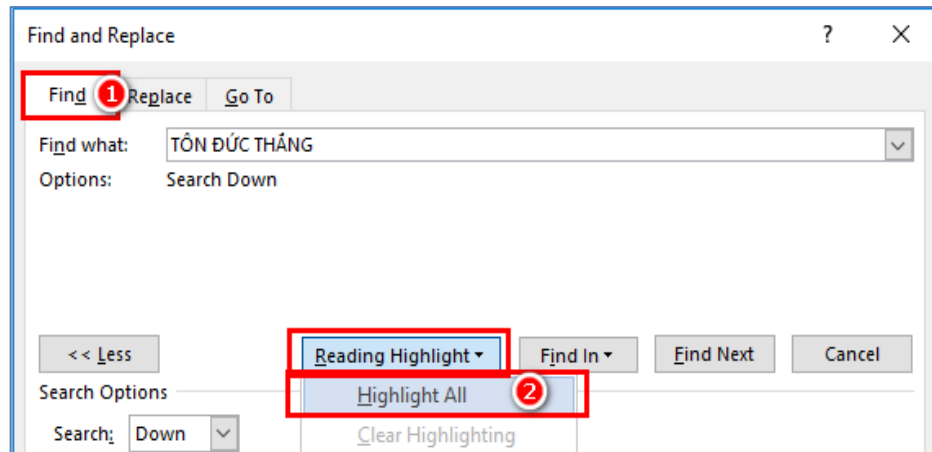 Find and Replace ? X
Find 1 Replace Go To
Find what: TÔN ĐỨC THẮNG
Options: Search Down
<< Less Reading Highlight Find In Find Next Cancel
Search Options Highlight All 2
Search: Down Clear Highlighting